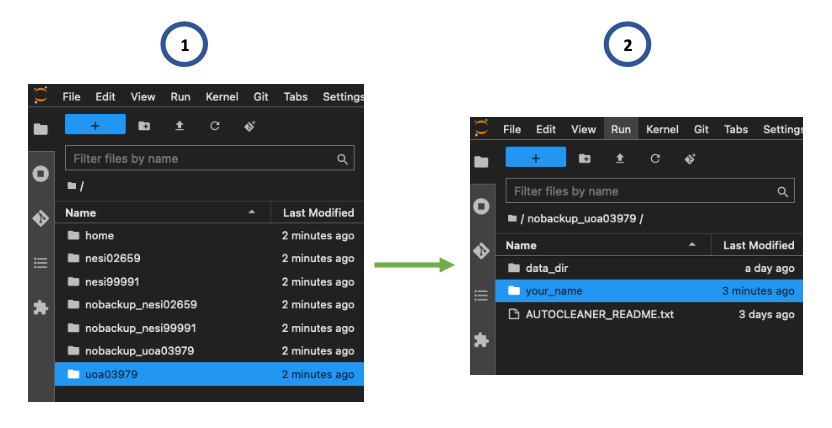 1
File Edit View Run Kernel Git Tabs Settings
+
Filter files by name
/
Name Last Modified
home 2 minutes ago
nesi02659 2 minutes ago
nesi99991 2 minutes ago
nobackup_nesi02659 2 minutes ago
nobackup_nesi99991 2 minutes ago
nobackup_uoa03979 2 minutes ago
uoa03979 2 minutes ago
2
File Edit View Run Kernel Git Tabs Settings
+
Filter files by name
/ nobackup_uoa03979 /
Name Last Modified
data_dir a day ago
your_name 3 minutes ago
AUTOCLEANER_README.txt 3 days ago